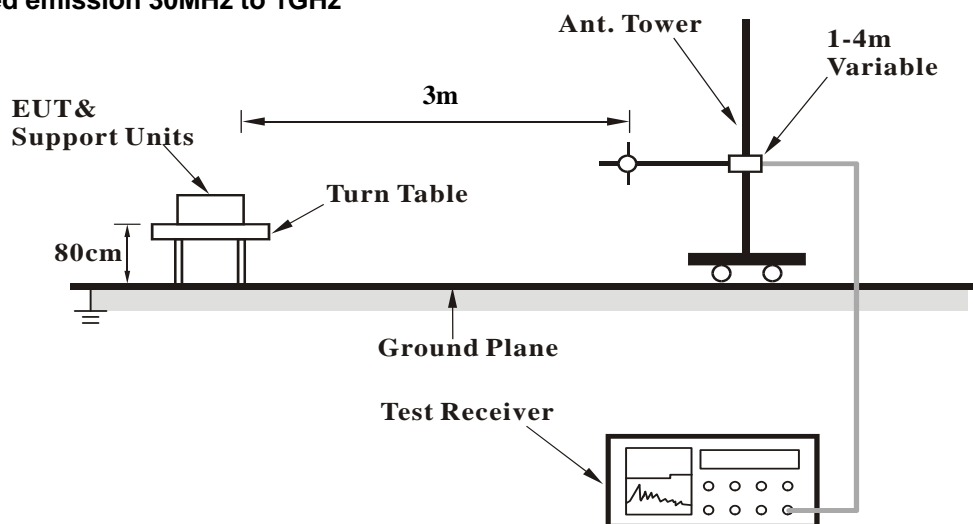 emission 30MHz to 1GHz
Ant. Tower
1-4m
Variable
3m
EUT&
Support Units
Turn Table
80cm
Ground Plane
Test Receiver